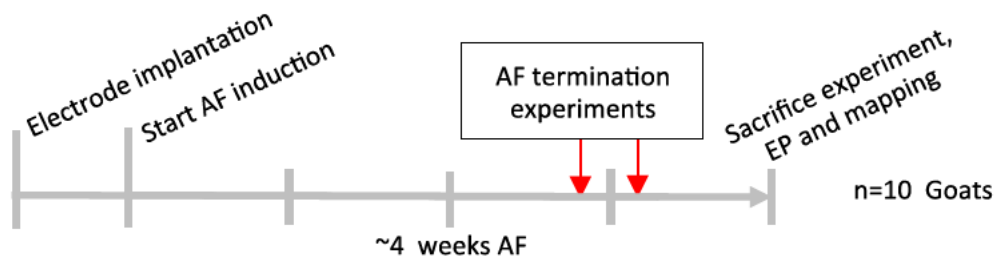 Electrode implantation
Start AF induction
AF termination
experiments
Sacrifice experiment,
EP and mapping
n=10 Goats
~4 weeks AF